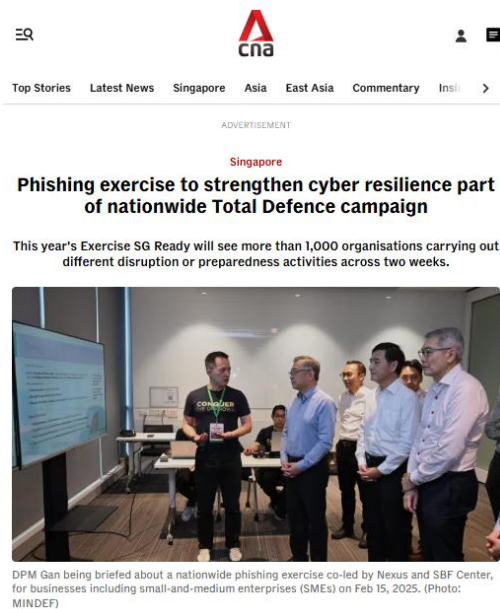 cna
Top Stories Latest News Singapore Asia East Asia Commentary
ADVERTISEMENT
Singapore
Phishing exercise to strengthen cyber resilience part
of nationwide Total Defence campaign
This year's Exercise SG Ready will see more than 1,000 organisations carrying out
different disruption or preparedness activities across two weeks.
CONQUER
DPM Gan being briefed about a nationwide phishing exercise co-led by Nexus and SBF Center,
for businesses including small-and-medium enterprises (SMEs) on Feb 15, 2025. (Photo:
MINDEF)